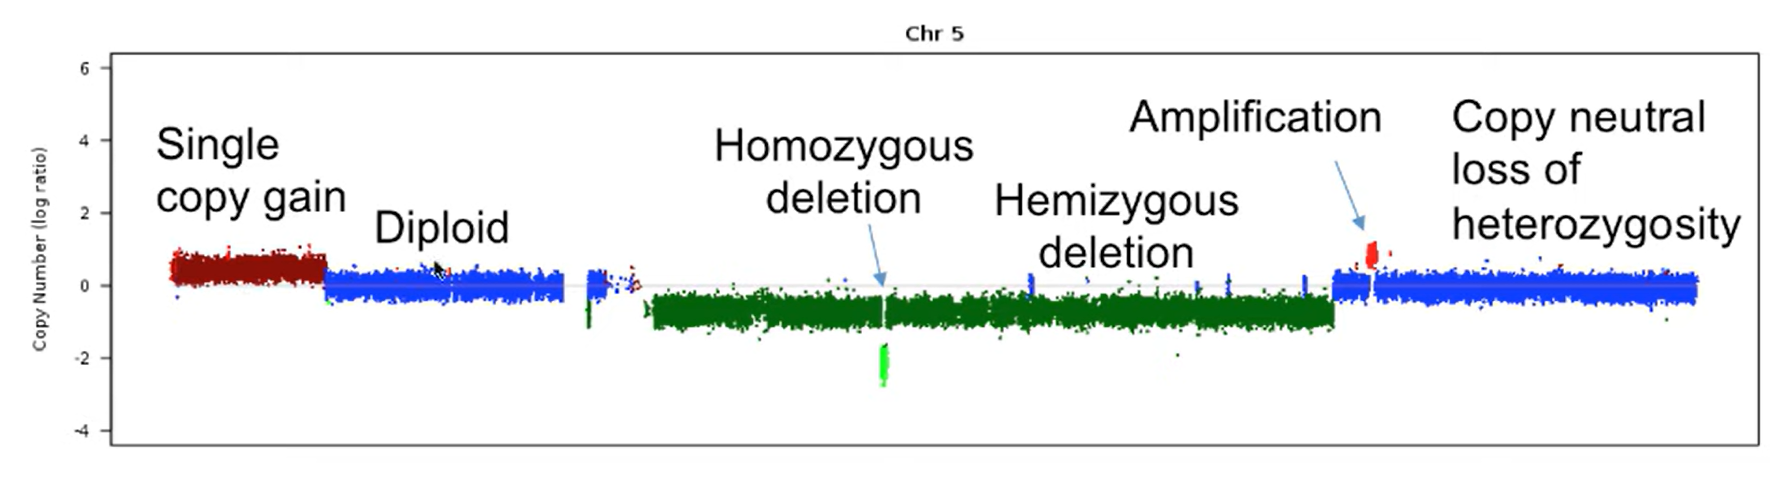 Chr 5
Copy Number (log ratio)
6
4
2
0
-2
-4
Single
copy gain
Diploid
Homozygous
deletion
Hemizygous
deletion
Amplification
Copy neutral
loss of
heterozygosity